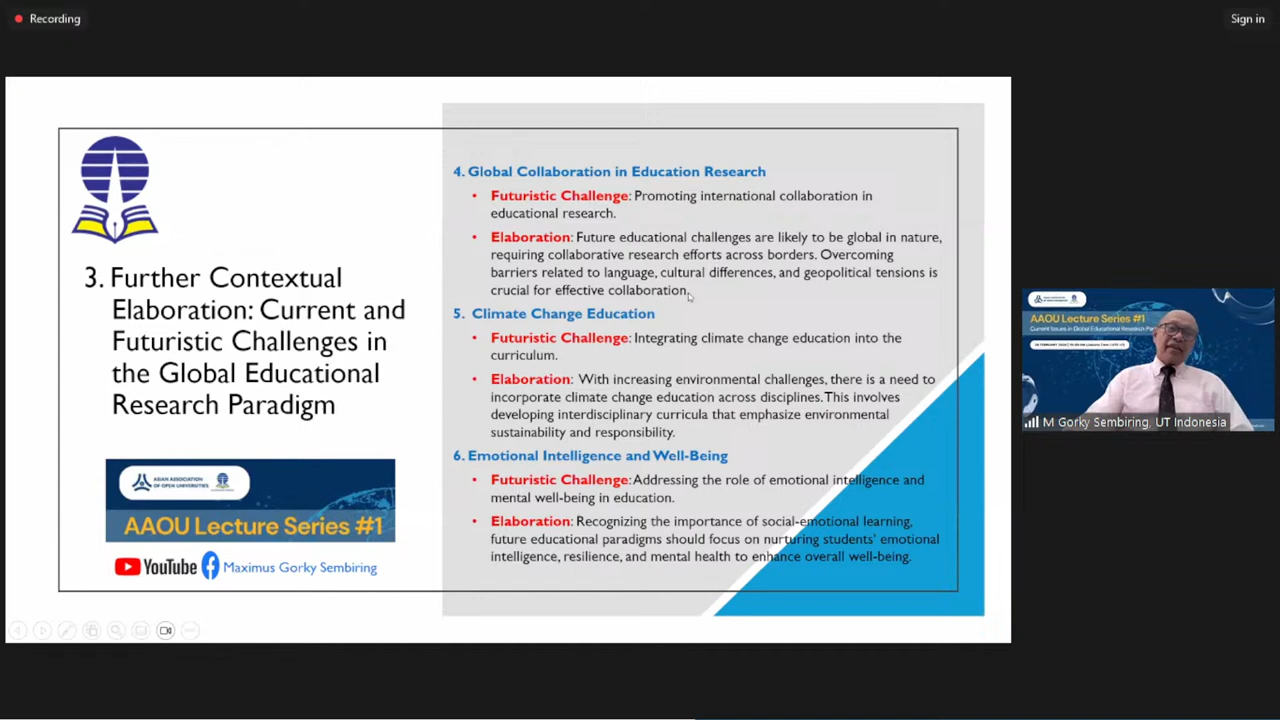 Recording
Sign in
3. Further Contextual
Elaboration: Current and
Futuristic Challenges in
the Global Educational
Research Paradigm
ASIAN ASSOCIATION
OF OPEN UNIVERSITIES
AAOU Lecture Series #1
YouTube
Maximus Gorky Sembiring
4. Global Collaboration in Education Research
• Futuristic Challenge: Promoting international collaboration in
educational research.
• Elaboration: Future educational challenges are likely to be global in nature,
requiring collaborative research efforts across borders. Overcoming
barriers related to language, cultural differences, and geopolitical tensions is
crucial for effective collaboration.
5. Climate Change Education
• Futuristic Challenge: Integrating climate change education into the
curriculum.
• Elaboration: With increasing environmental challenges, there is a need to
incorporate climate change education across disciplines. This involves
developing interdisciplinary curricula that emphasize environmental
sustainability and responsibility.
6. Emotional Intelligence and Well-Being
• Futuristic Challenge: Addressing the role of emotional intelligence and
mental well-being in education.
• Elaboration: Recognizing the importance of social-emotional learning,
future educational paradigms should focus on nurturing students' emotional
intelligence, resilience, and mental health to enhance overall well-being.
AAOU Lecture Series #1
Current Issues in Global Educational Research
M Gorky Sembiring, UT Indonesia